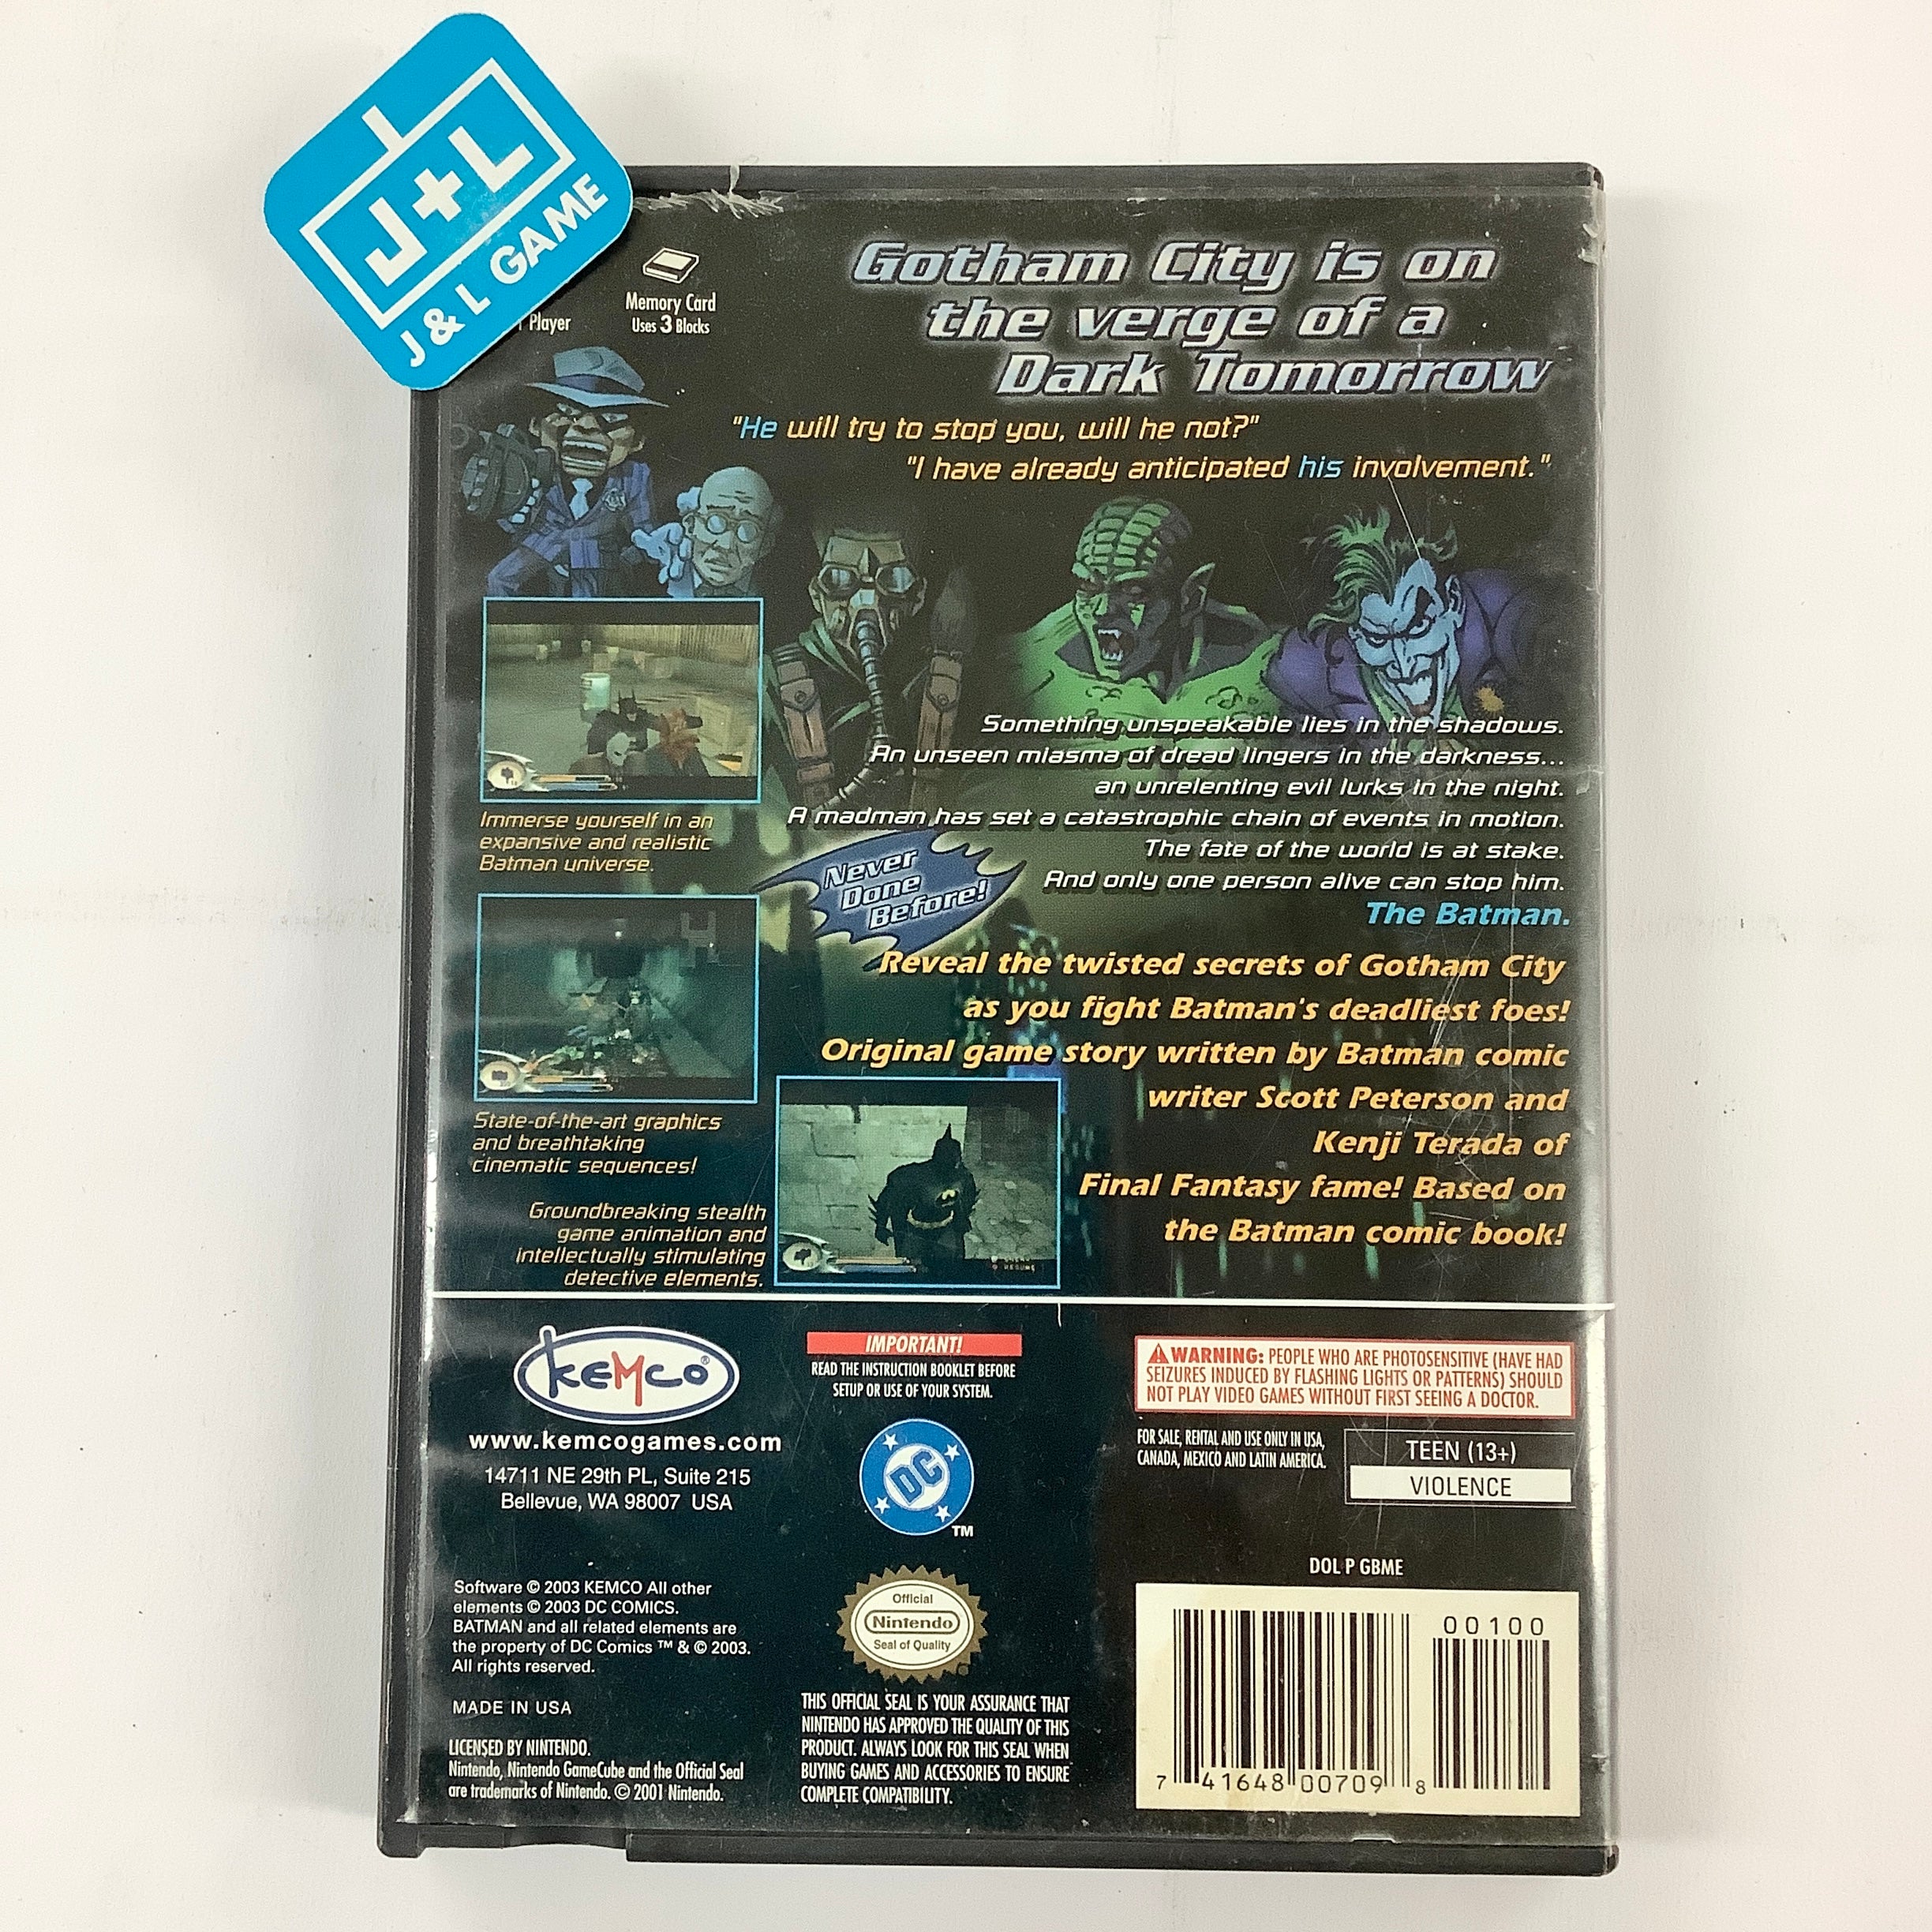 J+L
J & L GAME
1 Player
Memory Card
Uses 3 Blocks
Gotham City is on
the verge of a
Dark Tomorrow
"He will try to stop you, will he not?"
"I have already anticipated his involvement."
Something unspeakable lies in the shadows.
An unseen miasma of dread lingers in the darkness...
an unrelenting evil lurks in the night.
A madman has set a catastrophic chain of events in motion.
The fate of the world is at stake.
And only one person alive can stop him.
The Batman.
Immerse yourself in an
expansive and realistic
Batman universe.
Never
Done
Before!
Reveal the twisted secrets of Gotham City
as you fight Batman's deadliest foes!
Original game story written by Batman comic
writer Scott Peterson and
Kenji Terada of
Final Fantasy fame! Based on
the Batman comic book!
State-of-the-art graphics
and breathtaking
cinematic sequences!
Groundbreaking stealth
game animation and
intellectually stimulating
detective elements.
RESUME
KEMCO®
www.kemcogames.com
14711 NE 29th PL, Suite 215
Bellevue, WA 98007 USA
IMPORTANT!
READ THE INSTRUCTION BOOKLET BEFORE
SETUP OR USE OF YOUR SYSTEM.
DC
TM
WARNING: PEOPLE WHO ARE PHOTOSENSITIVE (HAVE HAD
SEIZURES INDUCED BY FLASHING LIGHTS OR PATTERNS) SHOULD
NOT PLAY VIDEO GAMES WITHOUT FIRST SEEING A DOCTOR.
FOR SALE, RENTAL AND USE ONLY IN USA,
CANADA, MEXICO AND LATIN AMERICA.
TEEN (13+)
VIOLENCE
Software © 2003 KEMCO All other
elements © 2003 DC COMICS.
BATMAN and all related elements are
the property of DC Comics ™ & © 2003.
All rights reserved.
MADE IN USA
LICENSED BY NINTENDO.
Nintendo, Nintendo GameCube and the Official Seal
are trademarks of Nintendo. © 2001 Nintendo.
Official
Nintendo
Seal of Quality
THIS OFFICIAL SEAL IS YOUR ASSURANCE THAT
NINTENDO HAS APPROVED THE QUALITY OF THIS
PRODUCT. ALWAYS LOOK FOR THIS SEAL WHEN
BUYING GAMES AND ACCESSORIES TO ENSURE
COMPLETE COMPATIBILITY.
DOL P GBME
00100
7 41648 00709 8